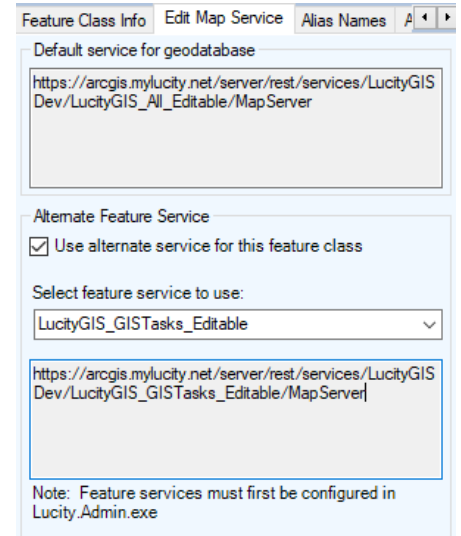 Feature Class Info Edit Map Service Alias Names
Default service for geodatabase
https://arcgis.mylucity.net/server/rest/services/LucityGIS
Dev/LucityGIS_All_Editable/MapServer
Alternate Feature Service
Use alternate service for this feature class
Select feature service to use:
LucityGIS_GISTasks_Editable
https://arcgis.mylucity.net/server/rest/services/LucityGIS
Dev/LucityGIS_GISTasks_Editable/MapServer
Note: Feature services must first be configured in
Lucity.Admin.exe